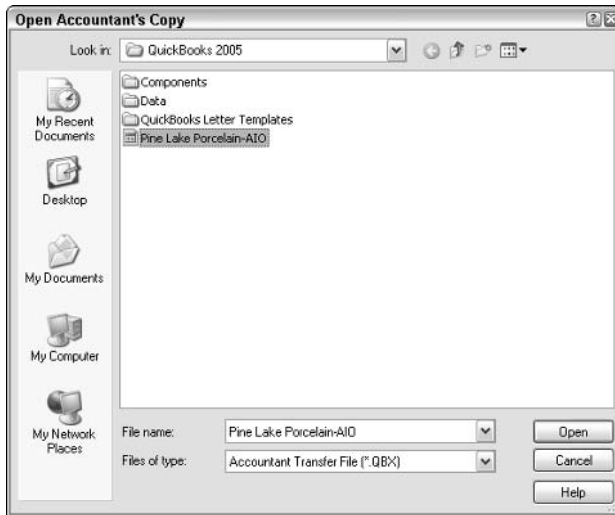 Open Accountant's Copy
Look in: QuickBooks 2005
Components
Data
QuickBooks Letter Templates
Pine Lake Porcelain-AIO
My Recent
Documents
Desktop
My Documents
My Computer
My Network
Places
File name: Pine Lake Porcelain-AIO Open
Files of type: Accountant Transfer File (*.QBX) Cancel
Help